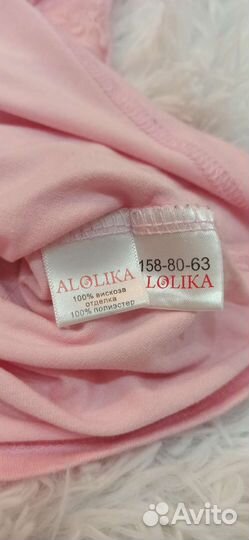 ALOLIKA
100% вискоза
отделка
100% полиэстер
158-80-63
LOLIKA
Avito